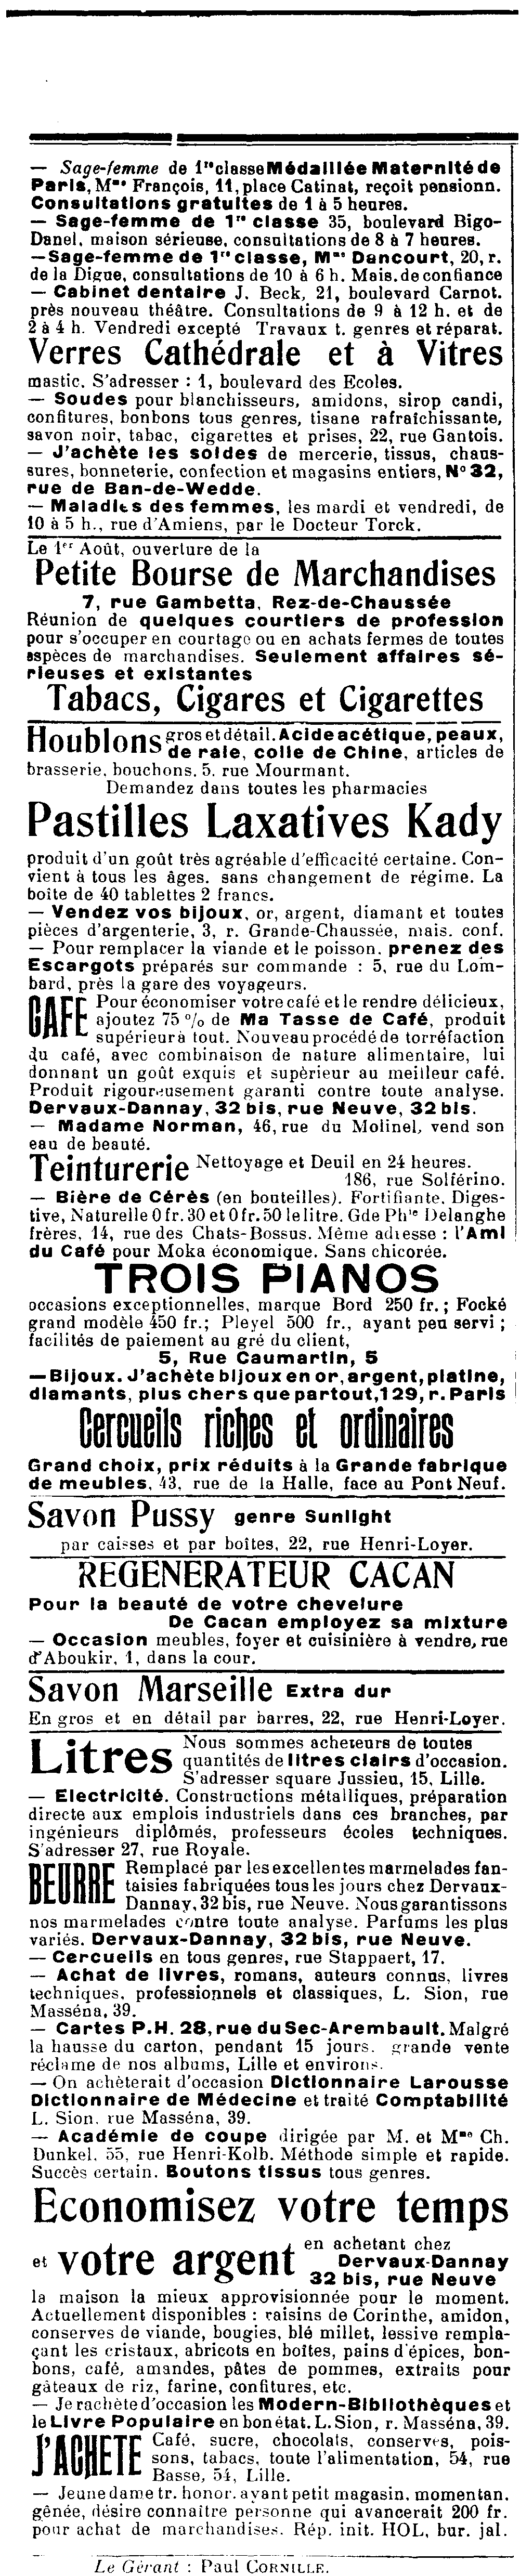 — Sage-femme de 1re classe Médaillée Maternité de
Paris, Mme François, 11, place Catinat, reçoit pensionn.
Consultations gratuites de 1 à 5 heures.
— Sage-femme de 1re classe 35, boulevard Bigo-
Danel, maison sérieuse, consultations de 8 à 7 heures.
— Sage-femme de 1re classe, Mme Dancourt, 20, r.
de la Digue, consultations de 10 à 6 h. Mais. de confiance
— Cabinet dentaire J. Beck, 21, boulevard Carnot.
près nouveau théâtre. Consultations de 9 à 12 h. et de
2 à 4 h. Vendredi excepté Travaux t. genres et réparat.
Verres Cathédrale et à Vitres
mastic. S'adresser : 1, boulevard des Ecoles.
— Soudes pour blanchisseurs, amidons, sirop candi,
confitures, bonbons tous genres, tisane rafraîchissante,
savon noir, tabac, cigarettes et prises, 22, rue Gantois.
— J'achète les soldes de mercerie, tissus, chaus-
sures, bonneterie, confection et magasins entiers, N° 32,
rue de Ban-de-Wedde.
— Maladies des femmes, les mardi et vendredi, de
10 à 5 h., rue d'Amiens, par le Docteur Torck.
Le 1er Août, ouverture de la
Petite Bourse de Marchandises
7, rue Gambetta, Rez-de-Chaussée
Réunion de quelques courtiers de profession
pour s'occuper en courtage ou en achats fermes de toutes
espèces de marchandises. Seulement affaires sé-
rieuses et existantes
Tabacs, Cigares et Cigarettes
Houblons gros et détail. Acide acétique, peaux,
de raie, colle de Chine, articles de
brasserie, bouchons, 5, rue Mourmant.
Demandez dans toutes les pharmacies
Pastilles Laxatives Kady
produit d'un goût très agréable d'efficacité certaine. Con-
vient à tous les âges. sans changement de régime. La
boîte de 40 tablettes 2 francs.
— Vendez vos bijoux, or, argent, diamant et toutes
pièces d'argenterie, 3, r. Grande-Chaussée, mais. conf.
— Pour remplacer la viande et le poisson, prenez des
Escargots préparés sur commande : 5, rue du Lom-
bard, près la gare des voyageurs.
CAFE Pour économiser votre café et le rendre délicieux,
ajoutez 75 % de Ma Tasse de Café, produit
supérieur à tout. Nouveau procédé de torréfaction
du café, avec combinaison de nature alimentaire, lui
donnant un goût exquis et supérieur au meilleur café.
Produit rigoureusement garanti contre toute analyse.
Dervaux-Dannay, 32 bis, rue Neuve, 32 bis.
— Madame Norman, 46, rue du Molinel, vend son
eau de beauté.
Teinturerie Nettoyage et Deuil en 24 heures.
186, rue Solférino.
— Bière de Cérès (en bouteilles). Fortifiante, Diges-
tive, Naturelle 0 fr. 30 et 0 fr. 50 le litre. Gde Phie Delanghe
frères, 14, rue des Chats-Bossus. Même adresse : l'Ami
du Café pour Moka économique. Sans chicorée.
TROIS PIANOS
occasions exceptionnelles, marque Bord 250 fr. ; Focké
grand modèle 450 fr.; Pleyel 500 fr., ayant peu servi ;
facilités de paiement au gré du client,
5, Rue Caumartin, 5
— Bijoux. J'achète bijoux en or, argent, platine,
diamants, plus chers que partout, 129, r. Paris
Cercueils riches et ordinaires
Grand choix, prix réduits à la Grande fabrique
de meubles, 43, rue de la Halle, face au Pont Neuf.
Savon Pussy genre Sunlight
par caisses et par boîtes, 22, rue Henri-Loyer.
REGENERATEUR CACAN
Pour la beauté de votre chevelure
De Cacan employez sa mixture
— Occasion meubles, foyer et cuisinière à vendre, rue
d'Aboukir, 1, dans la cour.
Savon Marseille Extra dur
En gros et en détail par barres, 22, rue Henri-Loyer.
Litres Nous sommes acheteurs de toutes
quantités de litres clairs d'occasion.
S'adresser square Jussieu, 15, Lille.
— Electricité. Constructions métalliques, préparation
directe aux emplois industriels dans ces branches, par
ingénieurs diplômés, professeurs écoles techniques.
S'adresser 27, rue Royale.
BEURRE Remplacé par les excellentes marmelades fan-
taisies fabriquées tous les jours chez Dervaux-
Dannay, 32 bis, rue Neuve. Nous garantissons
nos marmelades contre toute analyse. Parfums les plus
variés. Dervaux-Dannay, 32 bis, rue Neuve.
— Cercueils en tous genres, rue Stappaert, 17.
— Achat de livres, romans, auteurs connus, livres
techniques, professionnels et classiques, L. Sion, rue
Masséna, 39.
— Cartes P.H. 28, rue du Sec-Arembault. Malgré
la hausse du carton, pendant 15 jours. grande vente
réclame de nos albums, Lille et environs.
— On achèterait d'occasion Dictionnaire Larousse
Dictionnaire de Médecine et traité Comptabilité
L. Sion, rue Masséna, 39.
— Académie de coupe dirigée par M. et Mme Ch.
Dunkel, 55, rue Henri-Kolb. Méthode simple et rapide.
Succès certain. Boutons tissus tous genres.
Economisez votre temps
et votre argent en achetant chez
Dervaux-Dannay
32 bis, rue Neuve
la maison la mieux approvisionnée pour le moment.
Actuellement disponibles : raisins de Corinthe, amidon,
conserves de viande, bougies, blé millet, lessive rempla-
çant les cristaux, abricots en boîtes, pains d'épices, bon-
bons, café, amandes, pâtes de pommes, extraits pour
gâteaux de riz, farine, confitures, etc.
— Je rachète d'occasion les Modern-Bibliothèques et
le Livre Populaire en bon état. L. Sion, r. Masséna, 39.
J'ACHETE Café, sucre, chocolats, conserves, pois-
sons, tabacs, toute l'alimentation, 54, rue
Basse, 54, Lille.
— Jeune dame tr. honor. ayant petit magasin, momentan.
gênée, désire connaître personne qui avancerait 200 fr.
pour achat de marchandises. Rép. init. HOL, bur. jal.
Le Gérant : Paul CORNILLE.